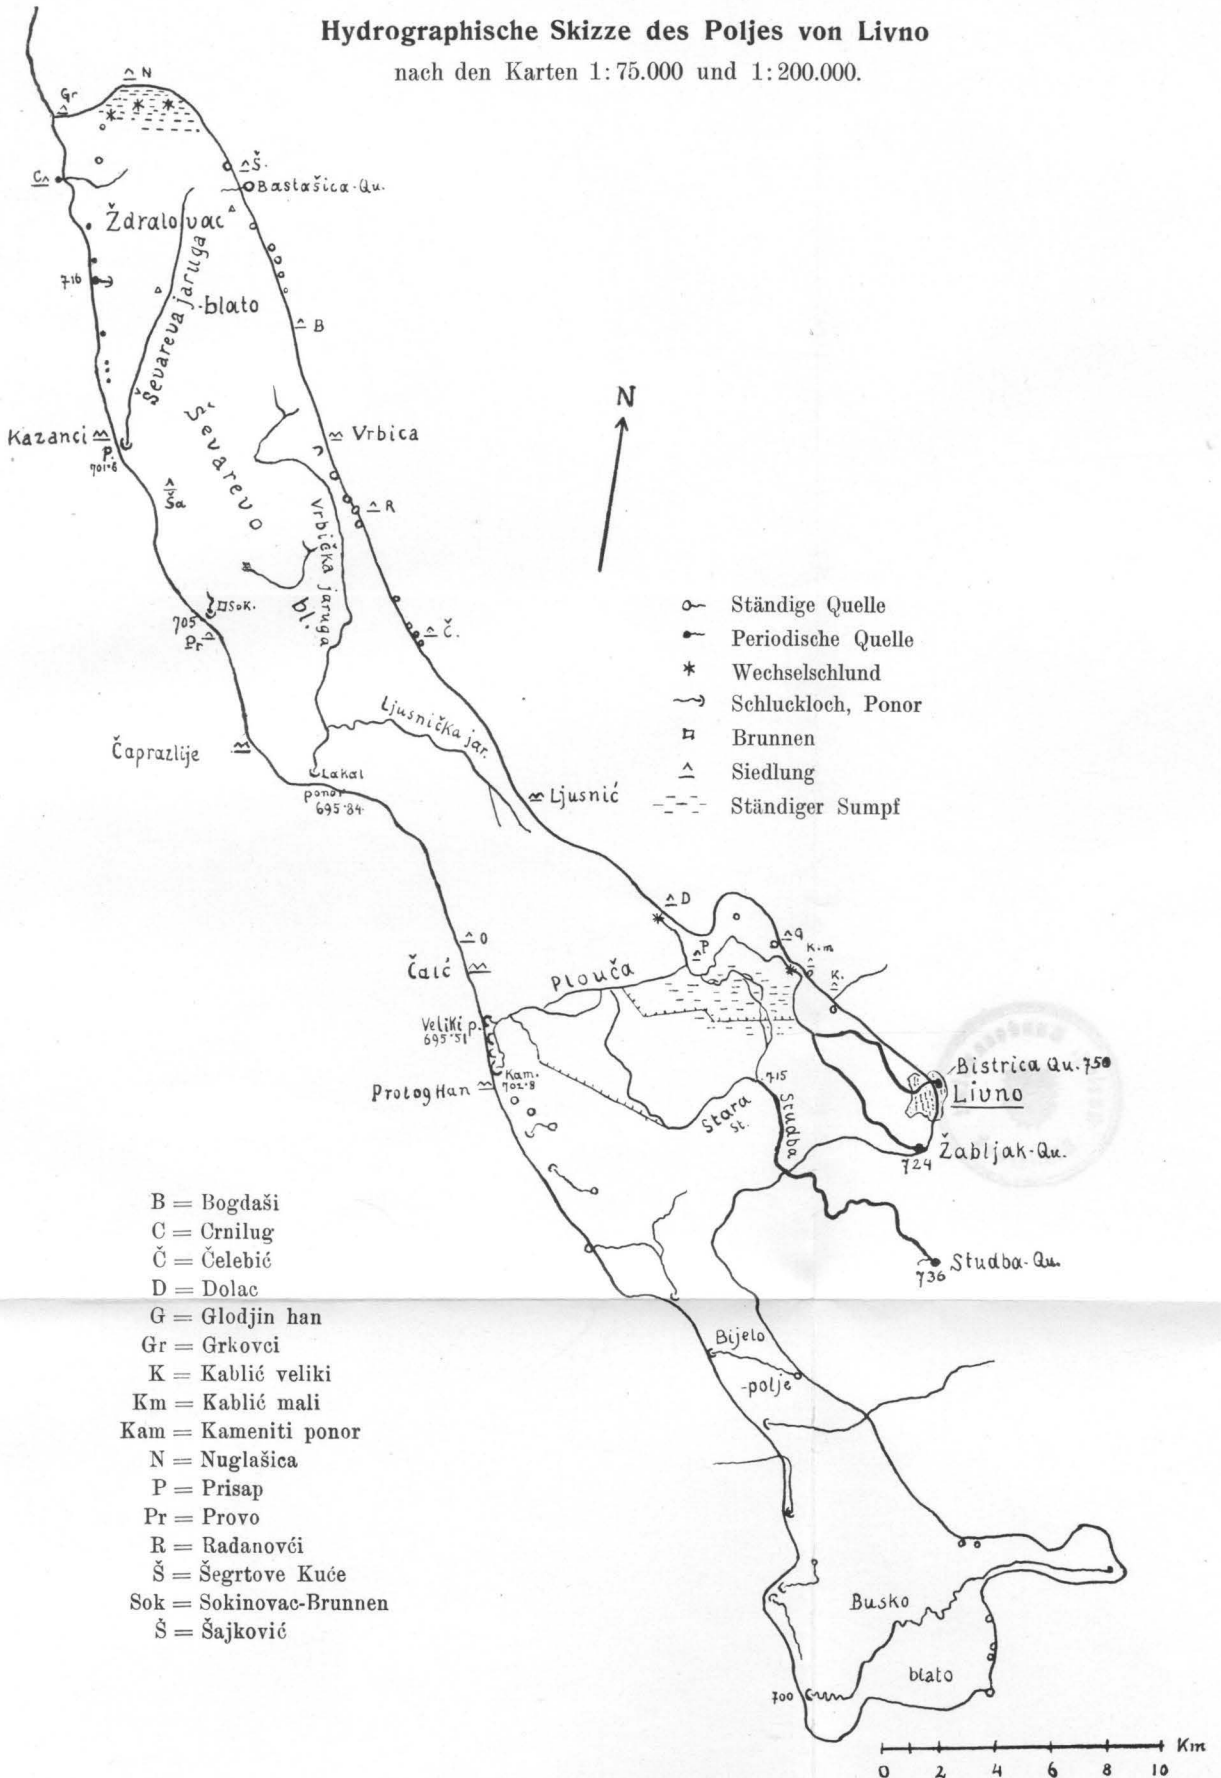 Hydrographische Skizze des Poljes von Livno
nach den Karten 1:75.000 und 1:200.000.
N
Gr
Š.
C
Bastašica-Qu.
Ždralovac
716
-blato
Ševareva jaruga
B
N
Kazanci
Vrbica
P.
701·6
Ševarevo
Ša
R
Vrbička jaruga
bl.
Sok.
705
Pr
Č.
Ständige Quelle
Periodische Quelle
Wechselschlund
Schluckloch, Ponor
Brunnen
Siedlung
Ständiger Sumpf
Ljusnička jar.
Čaprazlije
Lakal
ponor
695·84
Ljusnić
D
O
P
G
K.m
K.
Čaić
Plouča
Veliki p.
695·51
Kam.
702·8
Prolog Han
715
Stara
St.
Studba
Bistrica Qu. 750
Livno
Žabljak-Qu.
724
Studba-Qu.
736
B = Bogdaši
C = Crnilug
Č = Čelebić
D = Dolac
G = Glodjin han
Gr = Grkovci
K = Kablić veliki
Km = Kablić mali
Kam = Kameniti ponor
N = Nuglašica
P = Prisap
Pr = Provo
R = Radanovći
Š = Šegrtove Kuće
Sok = Sokinovac-Brunnen
Š = Šajković
Bijelo
-polje
Busko
blato
700
Km
0 2 4 6 8 10